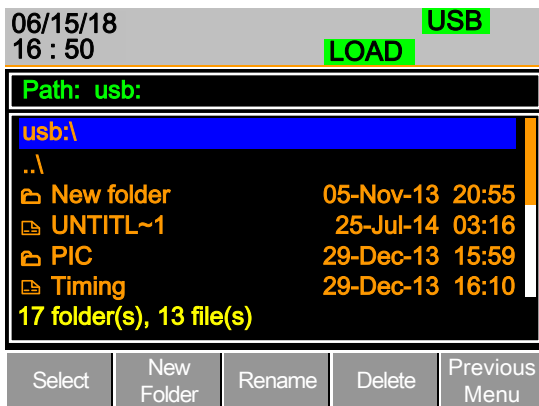 06/15/18 USB
16 : 50 LOAD
Path: usb:
usb:\
..\
New folder 05-Nov-13 20:55
UNTITL~1 25-Jul-14 03:16
PIC 29-Dec-13 15:59
Timing 29-Dec-13 16:10
17 folder(s), 13 file(s)
Select New Folder Rename Delete Previous Menu